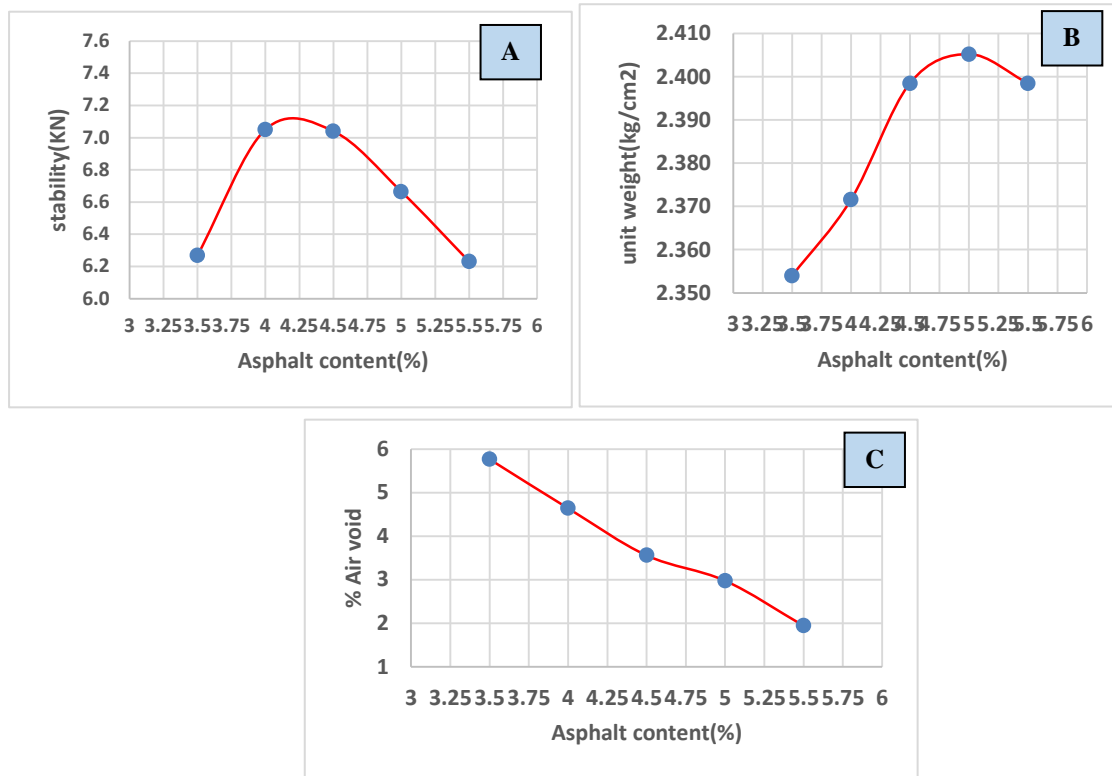 A
stability(KN)
7.6
7.4
7.2
7.0
6.8
6.6
6.4
6.2
6.0
3 3.25 3.5 3.75 4 4.25 4.5 4.75 5 5.25 5.5 5.75 6
Asphalt content(%)
B
unit weight(kg/cm2)
2.410
2.400
2.390
2.380
2.370
2.360
2.350
3 3.25 3.5 3.75 4 4.25 4.5 4.75 5 5.25 5.5 5.75 6
Asphalt content(%)
C
% Air void
6
5
4
3
2
1
3 3.25 3.5 3.75 4 4.25 4.5 4.75 5 5.25 5.5 5.75 6
Asphalt content(%)